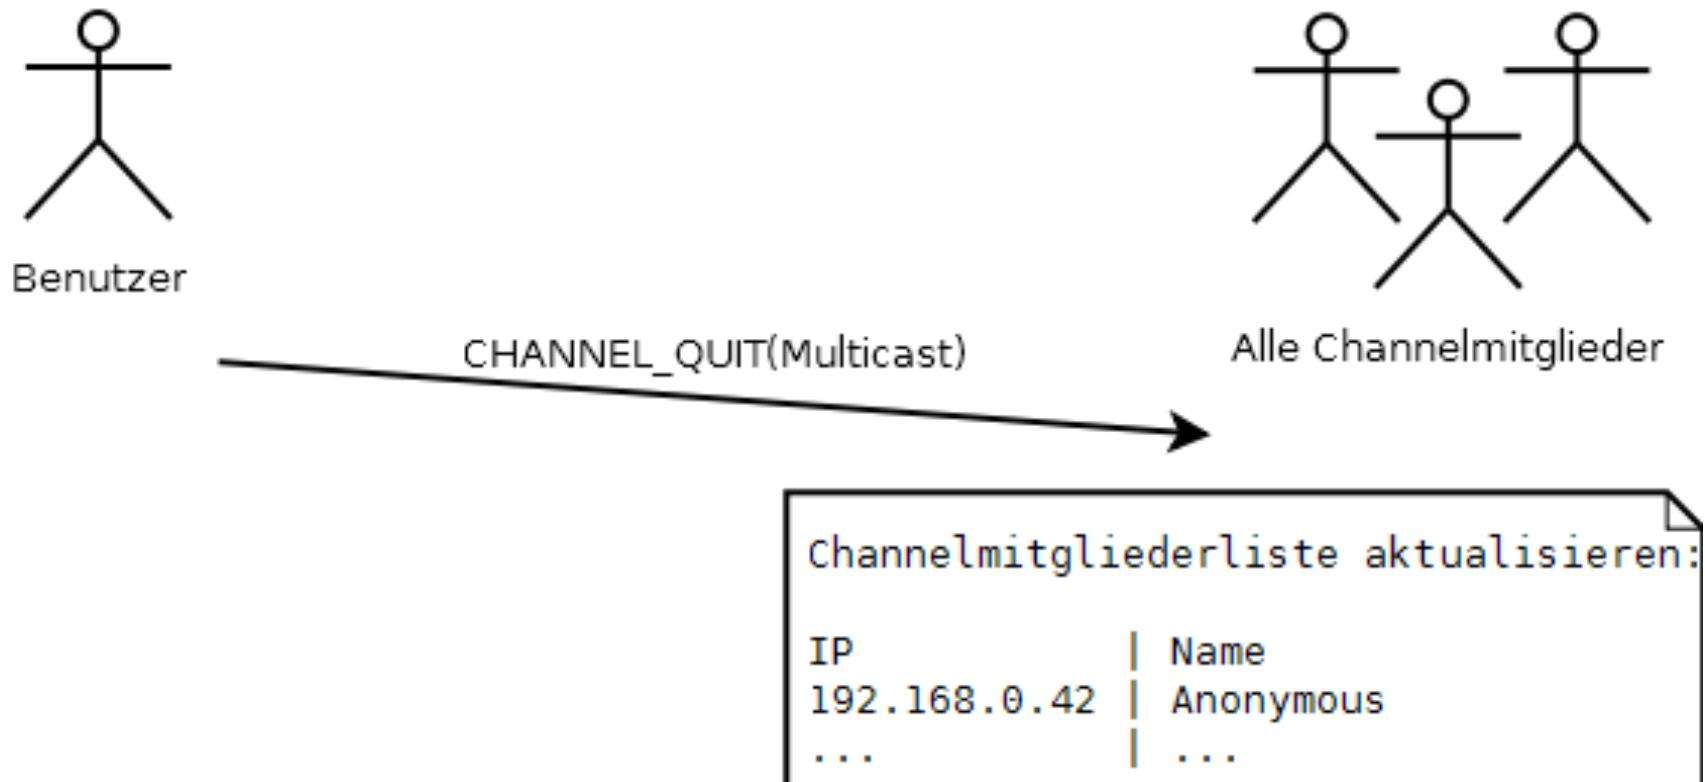 Benutzer
CHANNEL_QUIT(Multicast)
Alle Channelmitglieder
Channelmitgliederliste aktualisieren:
IP | Name
192.168.0.42 | Anonymous
... | ...